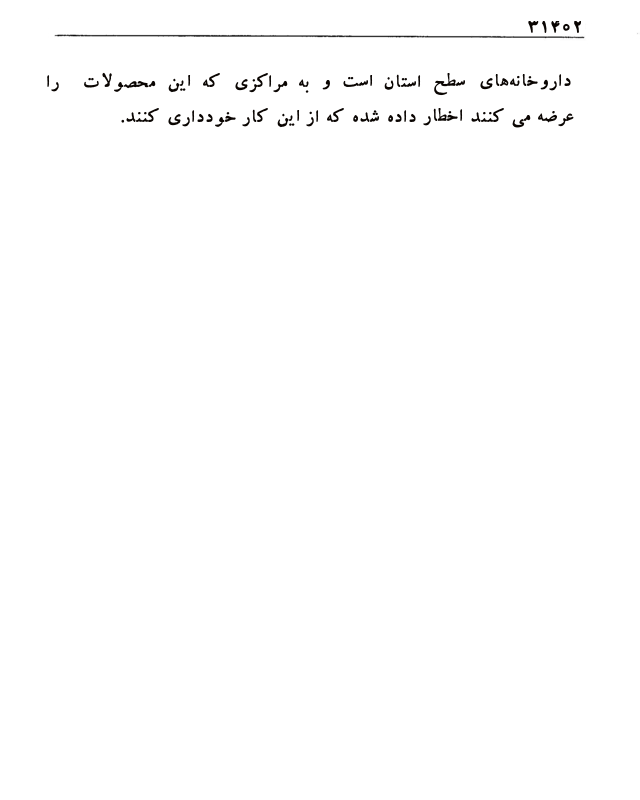 ۳۱۴۰۲
داروخانه‌های سطح استان است و به مراکزی که این محصولات را
عرضه می کنند اخطار داده شده که از این کار خودداری کنند.